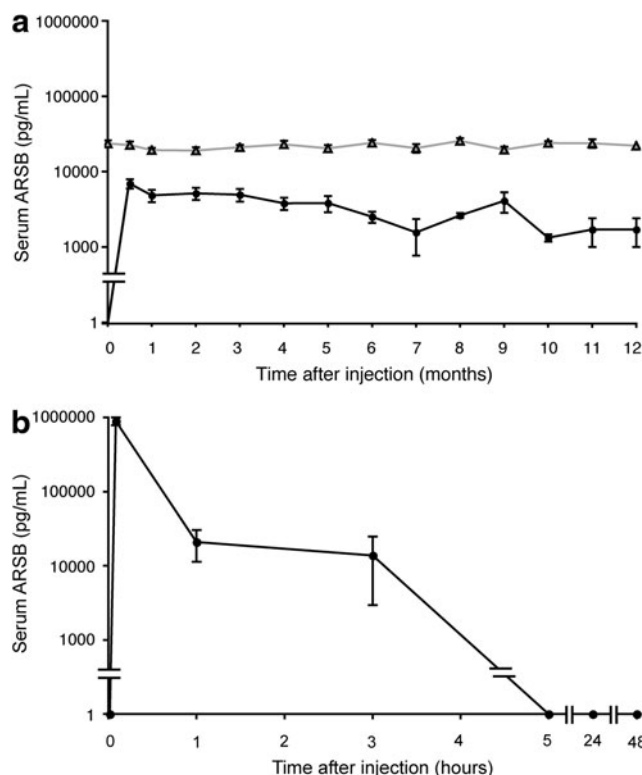 a
Serum ARSB (pg/mL)
1000000
100000
10000
1000
1
0 1 2 3 4 5 6 7 8 9 10 11 12
Time after injection (months)
b
Serum ARSB (pg/mL)
1000000
100000
10000
1000
1
0 1 2 3 4 5 24 48
Time after injection (hours)